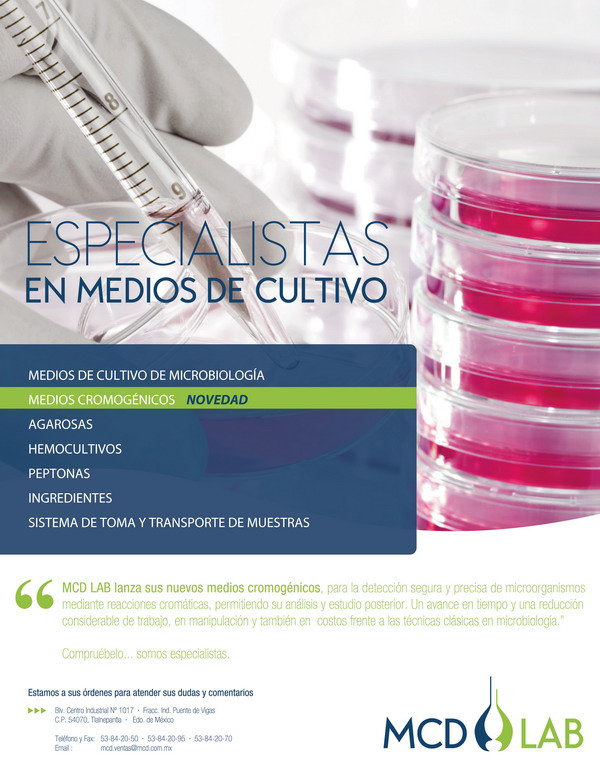 7
8
9
ESPECIALISTAS
EN MEDIOS DE CULTIVO
MEDIOS DE CULTIVO DE MICROBIOLOGÍA
MEDIOS CROMOGÉNICOS NOVEDAD
AGAROSAS
HEMOCULTIVOS
PEPTONAS
INGREDIENTES
SISTEMA DE TOMA Y TRANSPORTE DE MUESTRAS
“ MCD LAB lanza sus nuevos medios cromogénicos, para la detección segura y precisa de microorganismos
mediante reacciones cromáticas, permitiendo su análisis y estudio posterior. Un avance en tiempo y una reducción
considerable de trabajo, en manipulación y también en costos frente a las técnicas clásicas en microbiología."
Compruébelo... somos especialistas.
Estamos a sus órdenes para atender sus dudas y comentarios
Blv. Centro Industrial Nº 1017 - Fracc. Ind. Puente de Vigas
C.P. 54070, Tlalnepantla - Edo. de México
Teléfono y Fax: 53-84-20-50 - 53-84-20-95 - 53-84-20-70
Email : mcd.ventas@mcd.com.mx
MCD LAB